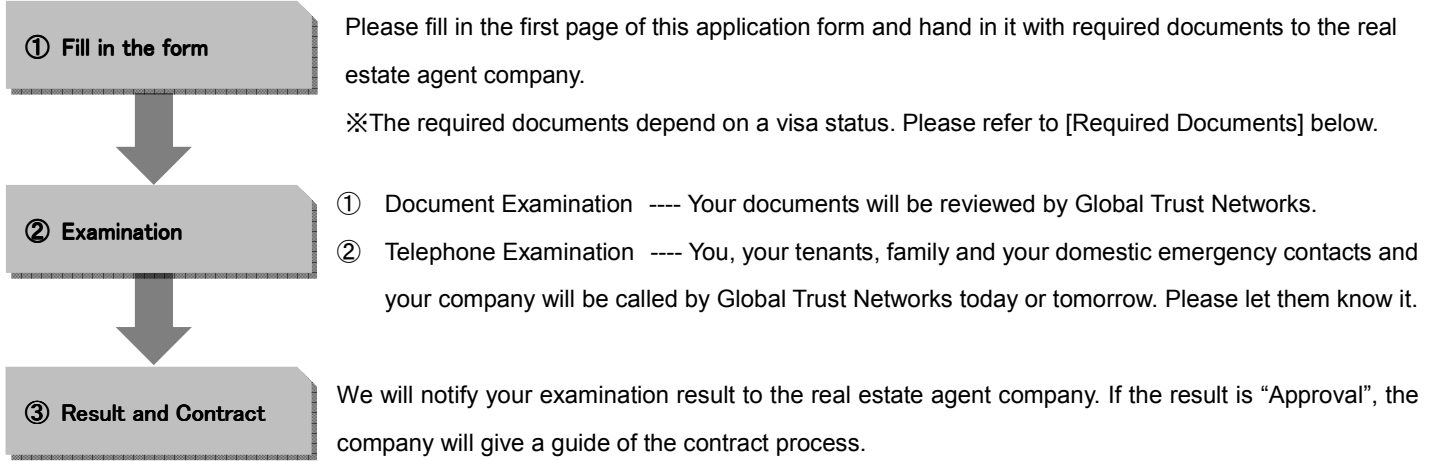 ① Fill in the form
Please fill in the first page of this application form and hand in it with required documents to the real
estate agent company.
※The required documents depend on a visa status. Please refer to [Required Documents] below.
② Examination
① Document Examination ---- Your documents will be reviewed by Global Trust Networks.
② Telephone Examination ---- You, your tenants, family and your domestic emergency contacts and
your company will be called by Global Trust Networks today or tomorrow. Please let them know it.
③ Result and Contract
We will notify your examination result to the real estate agent company. If the result is “Approval”, the
company will give a guide of the contract process.